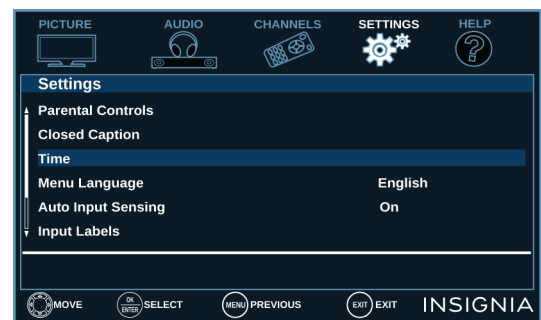 PICTURE AUDIO CHANNELS SETTINGS HELP
Settings
Parental Controls
Closed Caption
Time
Menu Language English
Auto Input Sensing On
Input Labels
MOVE OK ENTER SELECT MENU PREVIOUS EXIT EXIT INSIGNIA